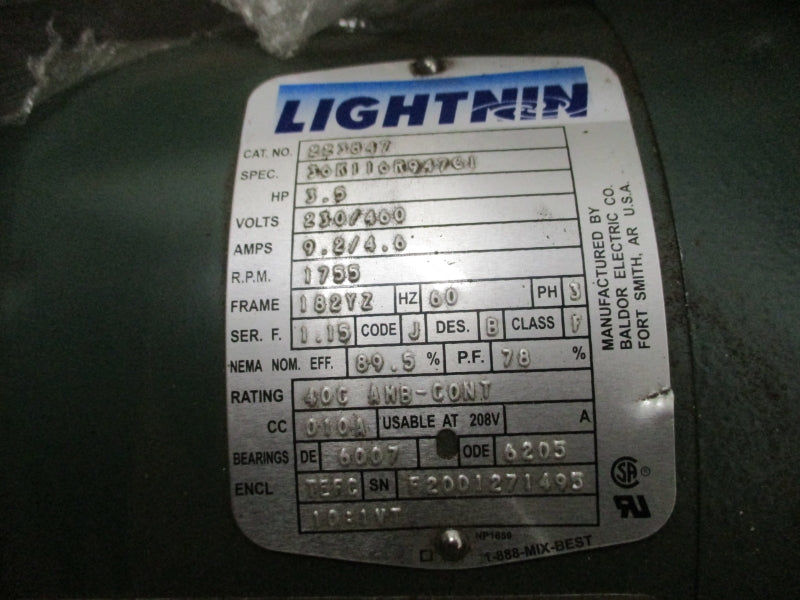 LIGHTNIN
CAT. NO. 223847
SPEC. 36K116R947G1
HP 3.5
VOLTS 230/460
AMPS 9.2/4.6
R.P.M. 1755
FRAME 182YZ HZ 60 PH 3
SER. F. 1.15 CODE J DES. B CLASS F
NEMA NOM. EFF. 89.5 % P.F. 78 %
RATING 40C AMB-CONT
CC 010A USABLE AT 208V A
BEARINGS DE 6007 ODE 6205
ENCL TEFC SN F2001271495
10:1VT
NP1659
1-888-MIX-BEST
MANUFACTURED BY
BALDOR ELECTRIC CO.
FORT SMITH, AR U.S.A.